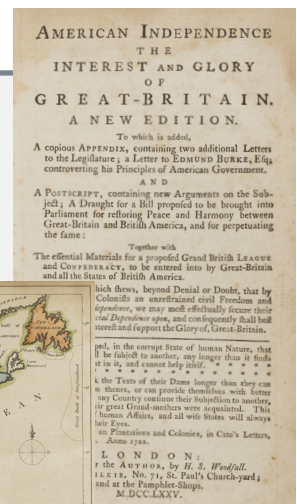 AMERICAN INDEPENDENCE
THE
INTEREST AND GLORY
OF
GREAT-BRITAIN.
A NEW EDITION.
To which is added,
A copious APPENDIX, containing two additional Letters
to the Legiſlature; a Letter to EDMUND BURKE, Eſq;
controverting his Principles of American Government.
AND
A POSTSCRIPT, containing new Arguments on the Sub-
ject; A Draught for a Bill propoſed to be brought into
Parliament for reſtoring Peace and Harmony between
Great-Britain and Britiſh America, and for perpetuating
the ſame:
Together with
The eſſential Materials for a propoſed Grand Britiſh LEAGUE
and CONFEDERACY, to be entered into by Great-Britain
and all the States of Britiſh America.
hich ſhews, beyond Denial or Doubt, that by
Coloniſts an unreſtrained civil Freedom and
dependence, we may moſt effectually ſecure their
cial Dependence upon, and conſequently ſhall beſt
tereſt and ſupport the Glory of, Great-Britain.
ped, in the corrupt State of human Nature, that
ll be ſubject to another, any longer than it finds
t in it, and cannot help itſelf. * * * * *
* * * * * * * * * * * *
k the Teats of their Dams longer than they can
n thence, or can provide themſelves with better
any Country continue their Subjection to another,
ir great Grand-mothers were acquainted. This
human Affairs, and all wiſe States will always
heir Eyes.
on Plantations and Colonies, in Cato's Letters,
Anno 1722.
LONDON:
r the AUTHOR, by H. S. Woodfall.
ILKIE, No. 71, St. Paul's Church-yard;
and at the Pamphlet-Shops.
M.DCC.LXXV.
E N